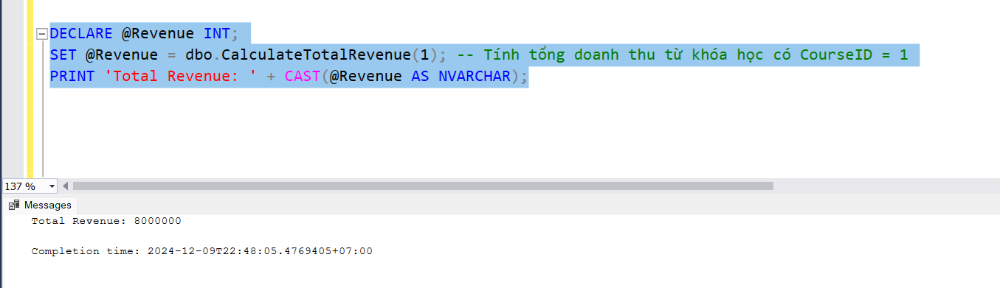 DECLARE @Revenue INT;
SET @Revenue = dbo.CalculateTotalRevenue(1); -- Tính tổng doanh thu từ khóa học có CourseID = 1
PRINT 'Total Revenue: ' + CAST(@Revenue AS NVARCHAR);
137 %
Messages
Total Revenue: 8000000
Completion time: 2024-12-09T22:48:05.4769405+07:00